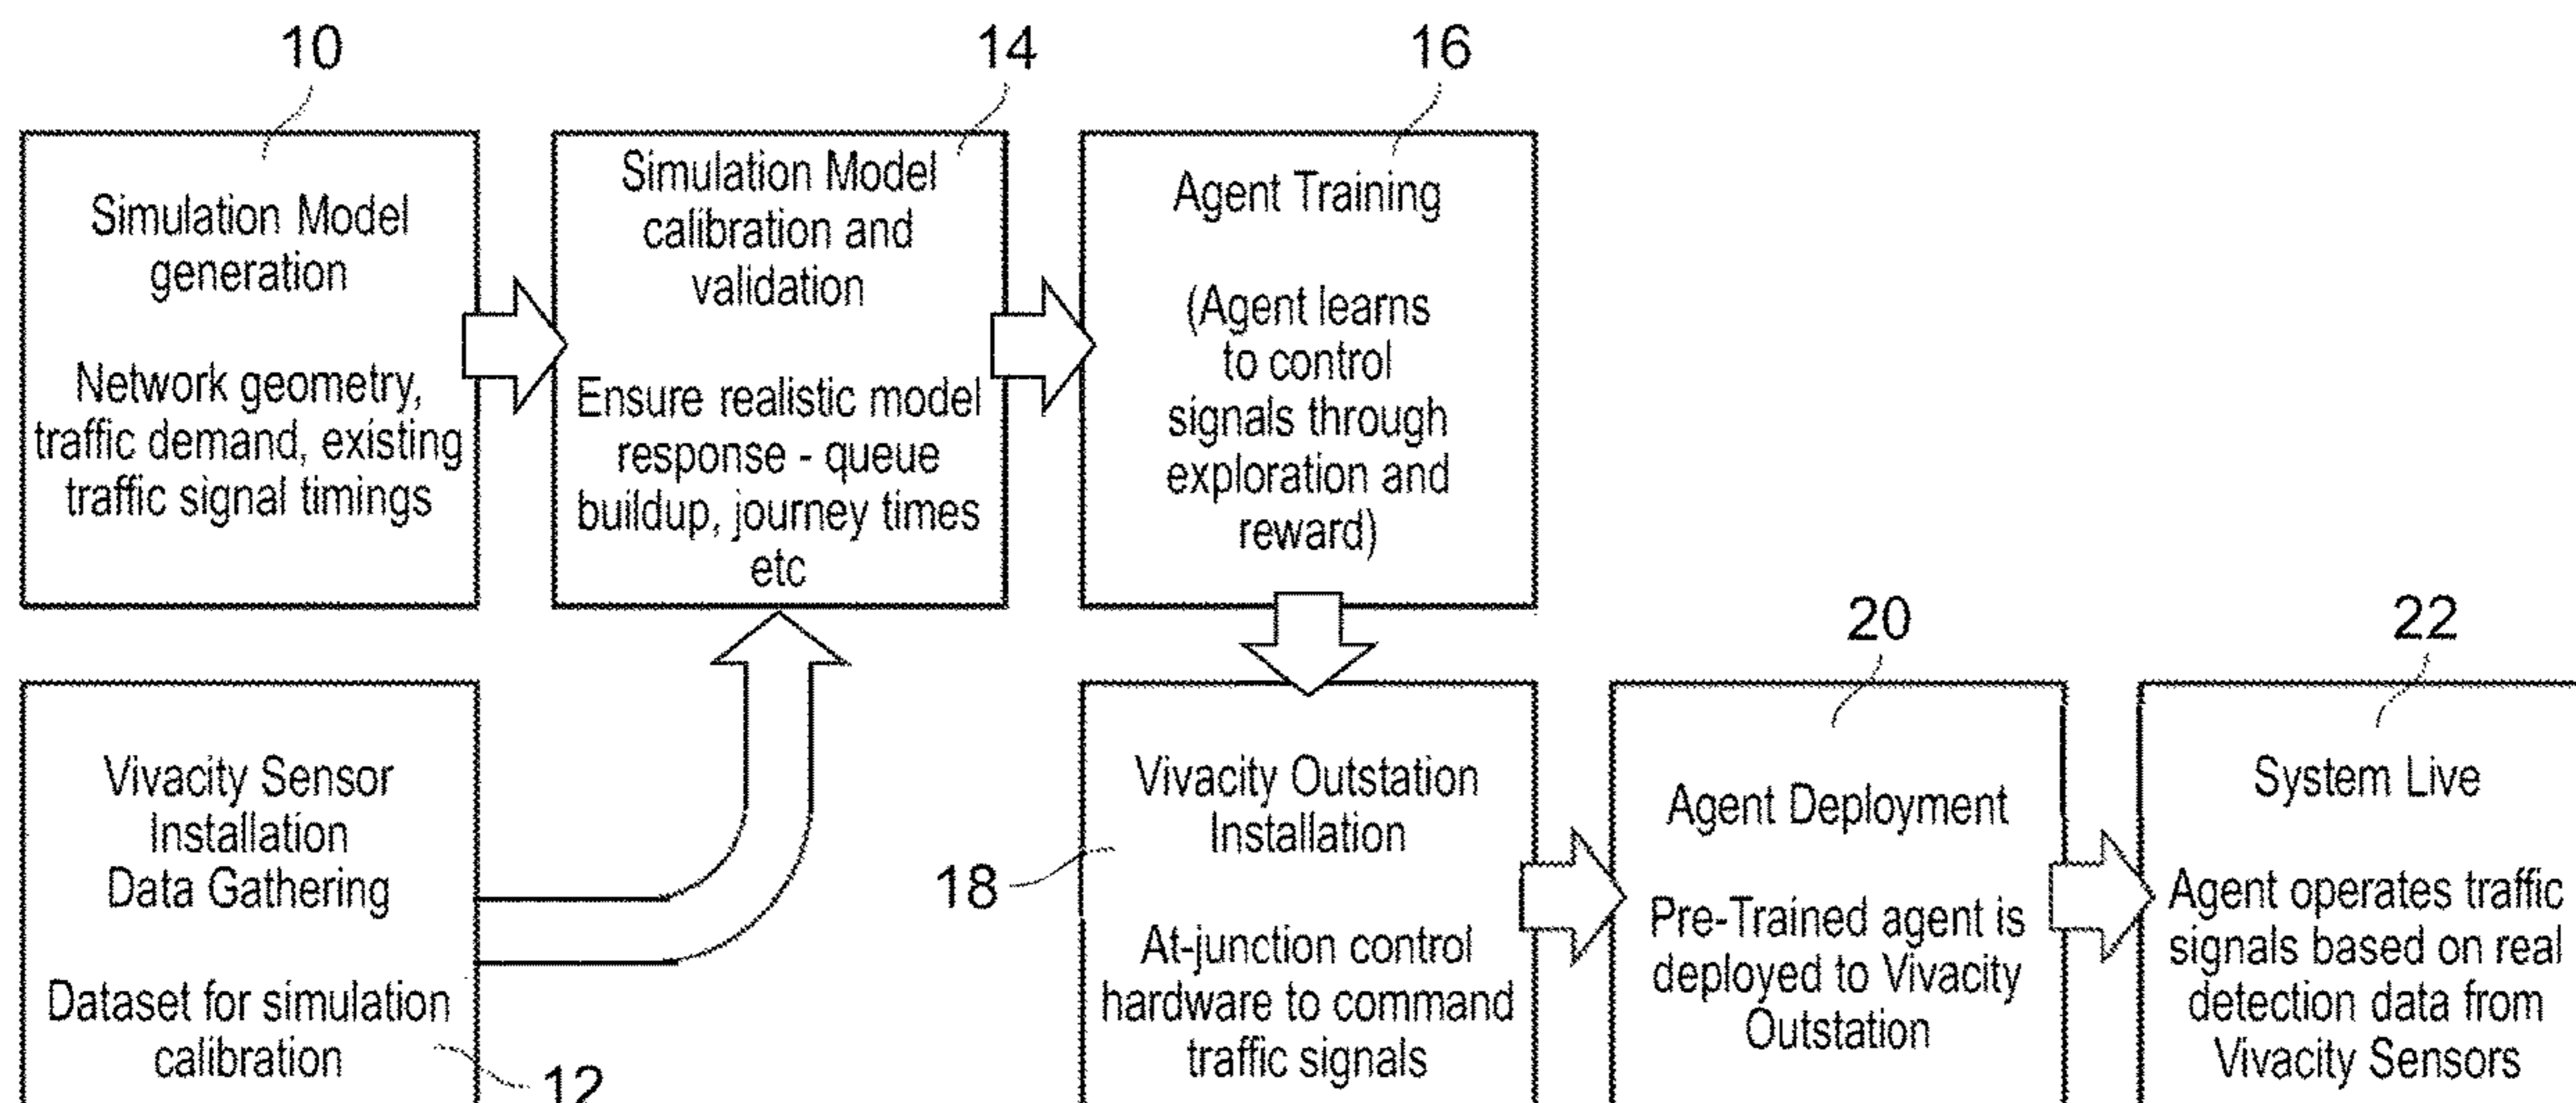 10
14
16
Simulation Model
generation
Network geometry,
traffic demand, existing
traffic signal timings
Simulation Model
calibration and
validation
Ensure realistic model
response - queue
buildup, journey times
etc
Agent Training
(Agent learns
to control
signals through
exploration and
reward)
20
22
Vivacity Sensor
Installation
Data Gathering
Dataset for simulation
calibration
12
18
Vivacity Outstation
Installation
At-junction control
hardware to command
traffic signals
Agent Deployment
Pre-Trained agent is
deployed to Vivacity
Outstation
System Live
Agent operates traffic
signals based on real
detection data from
Vivacity Sensors